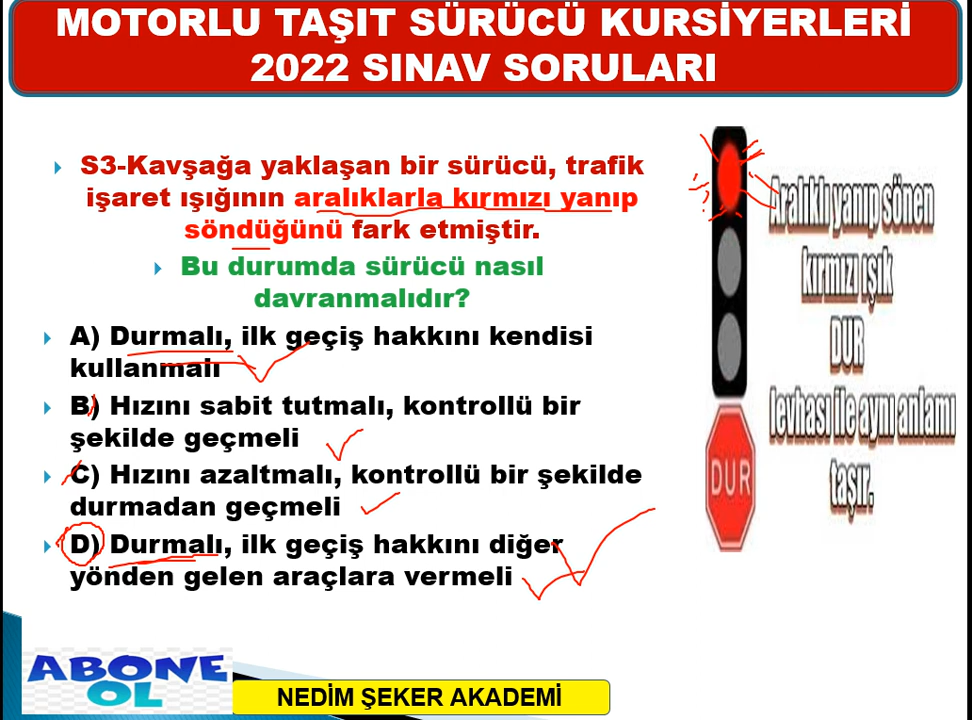 MOTORLU TAŞIT SÜRÜCÜ KURSİYERLERİ
2022 SINAV SORULARI
S3-Kavşağa yaklaşan bir sürücü, trafik
işaret ışığının aralıklarla kırmızı yanıp
söndüğünü fark etmiştir.
Bu durumda sürücü nasıl
davranmalıdır?
A) Durmalı, ilk geçiş hakkını kendisi
kullanmalı
B) Hızını sabit tutmalı, kontrollü bir
şekilde geçmeli
C) Hızını azaltmalı, kontrollü bir şekilde
durmadan geçmeli
D) Durmalı, ilk geçiş hakkını diğer
yönden gelen araçlara vermeli
Aralıklı yanıp sönen
kırmızı ışık
DUR
levhası ile aynı anlamı
taşır.
DUR
ABONE
OL
NEDİM ŞEKER AKADEMİ